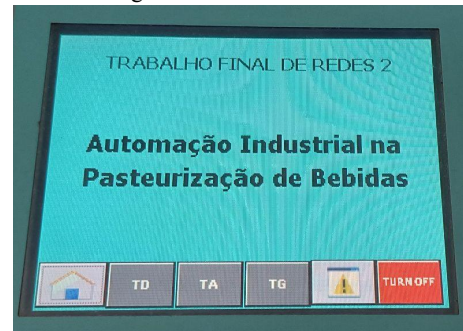 TRABALHO FINAL DE REDES 2
Automação Industrial na
Pasteurização de Bebidas
TD TA TG TURN OFF